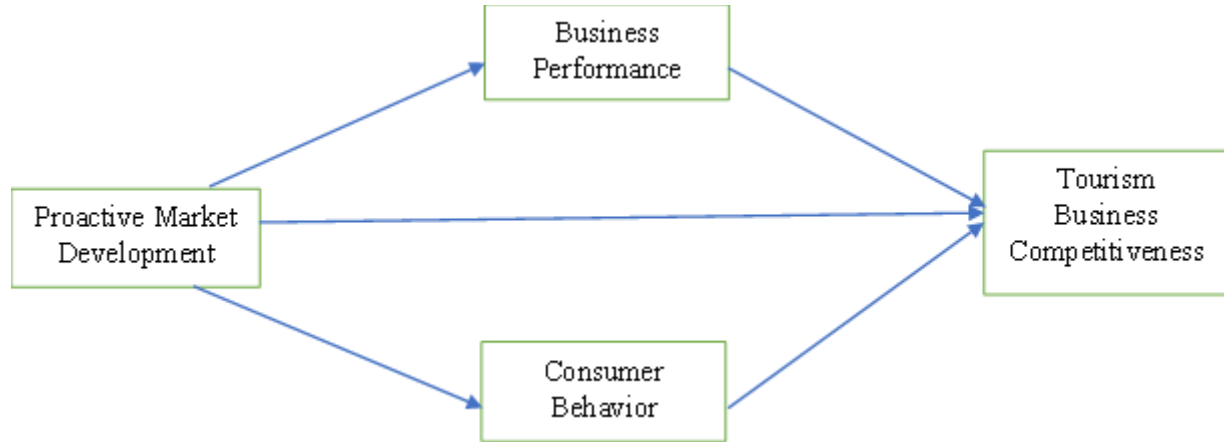 Business
Performance
Proactive Market
Development
Tourism
Business
Competitiveness
Consumer
Behavior